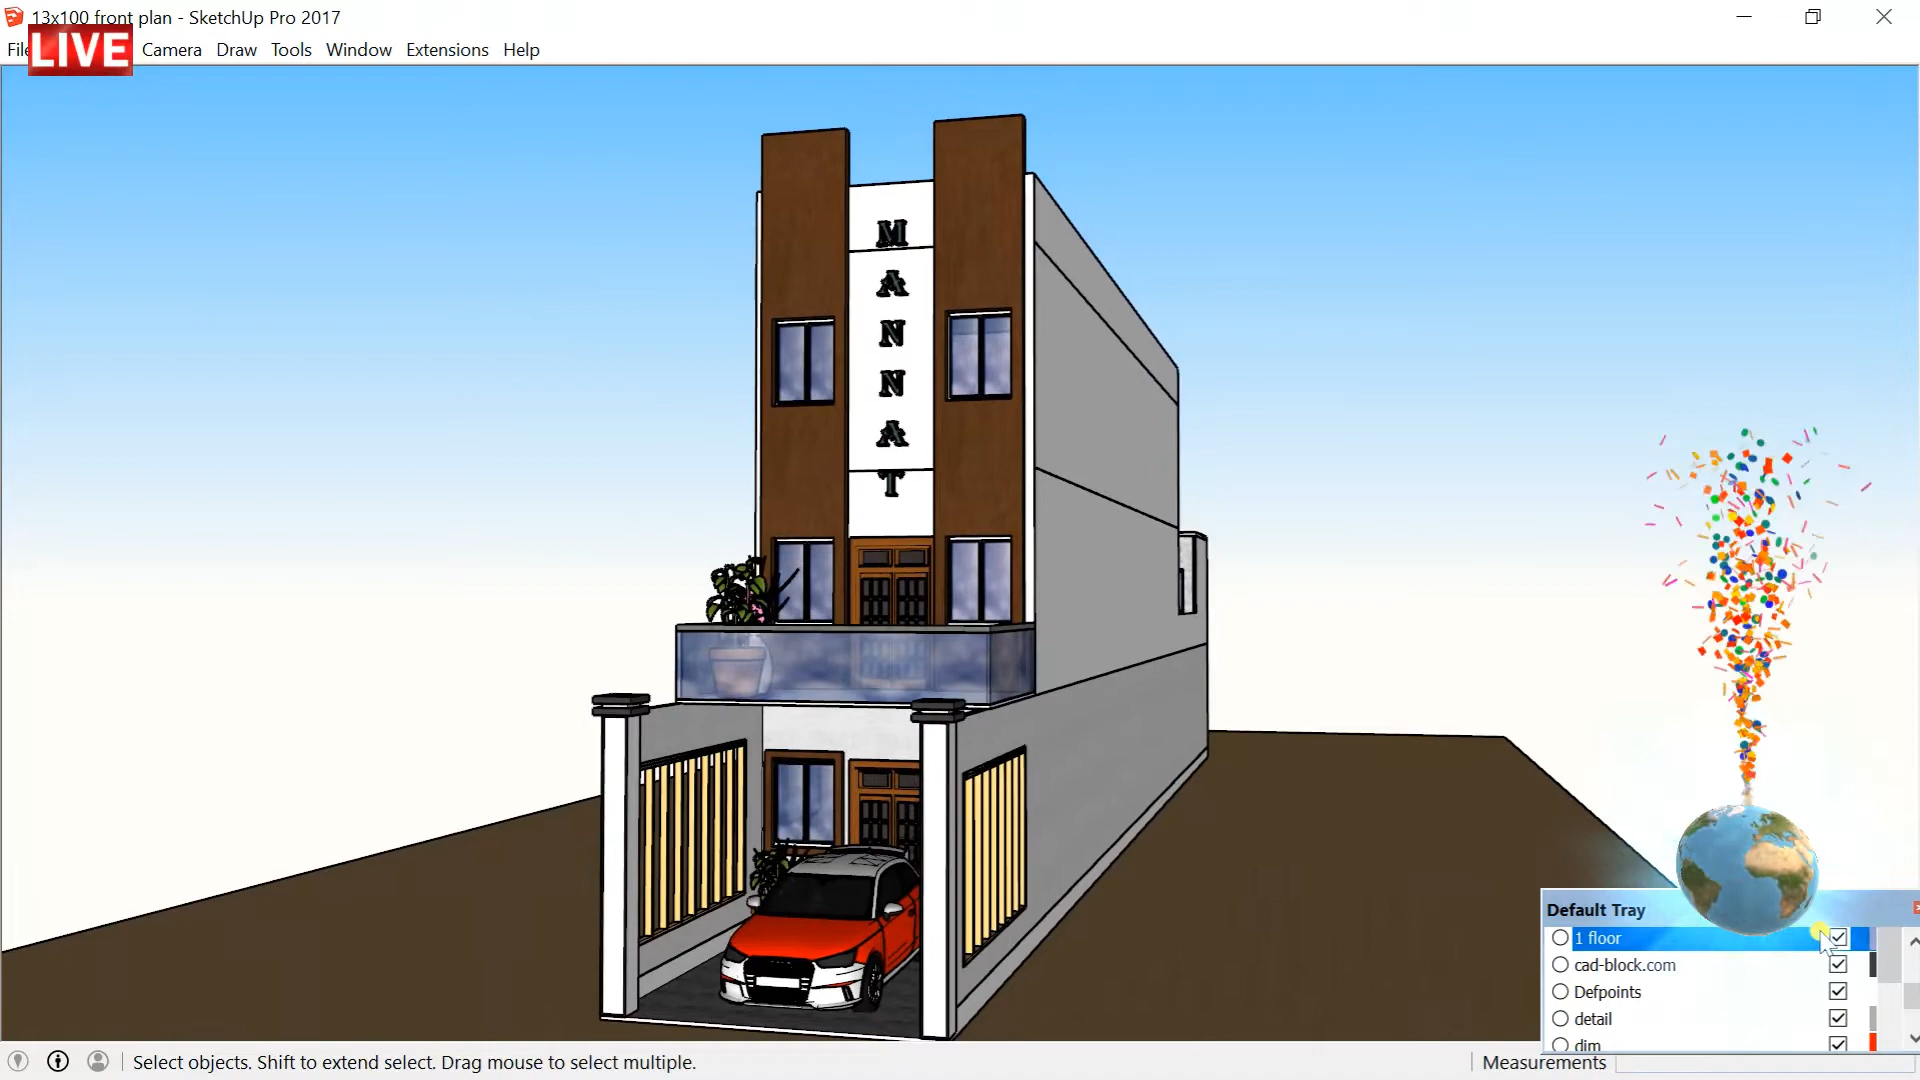 13x100 front plan - SketchUp Pro 2017
LIVE
Camera Draw Tools Window Extensions Help
M
A
N
N
A
T
Default Tray
1 floor
cad-block.com
Defpoints
detail
dim
Select objects. Shift to extend select. Drag mouse to select multiple.
Measurements